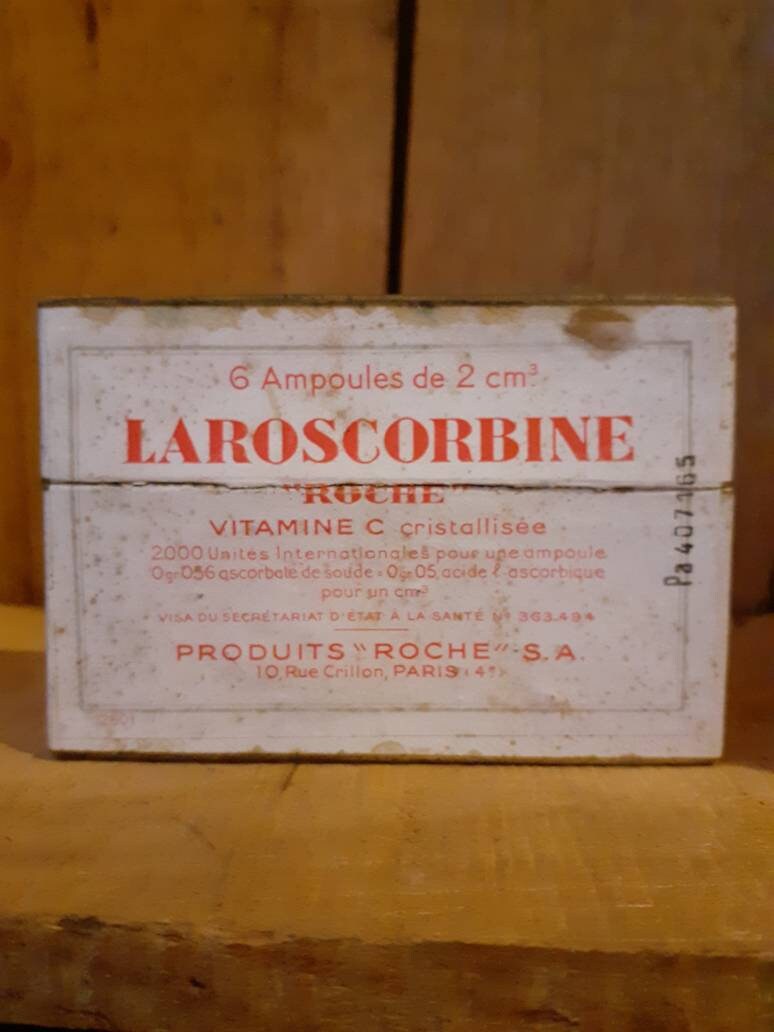 6 Ampoules de 2 cm³
LAROSCORBINE
"ROCHE"
VITAMINE C cristallisée
2000 Unités Internationales pour une ampoule
0gr056 ascorbate de soude = 0gr05 acide ℓ-ascorbique
pour un cm³
VISA DU SECRÉTARIAT D'ÉTAT À LA SANTÉ Nº 363.494
PRODUITS "ROCHE" S.A.
10, Rue Crillon, PARIS (4e)
Pa407165